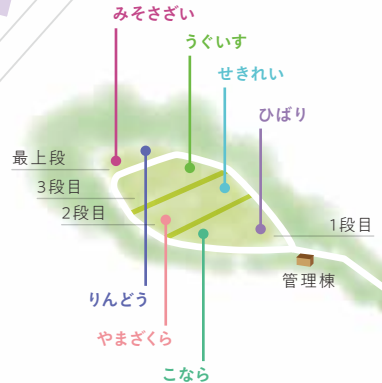 みそさざい
うぐいす
せきれい
ひばり
最上段
3段目
2段目
1段目
管理棟
りんどう
やまざくら
こなら